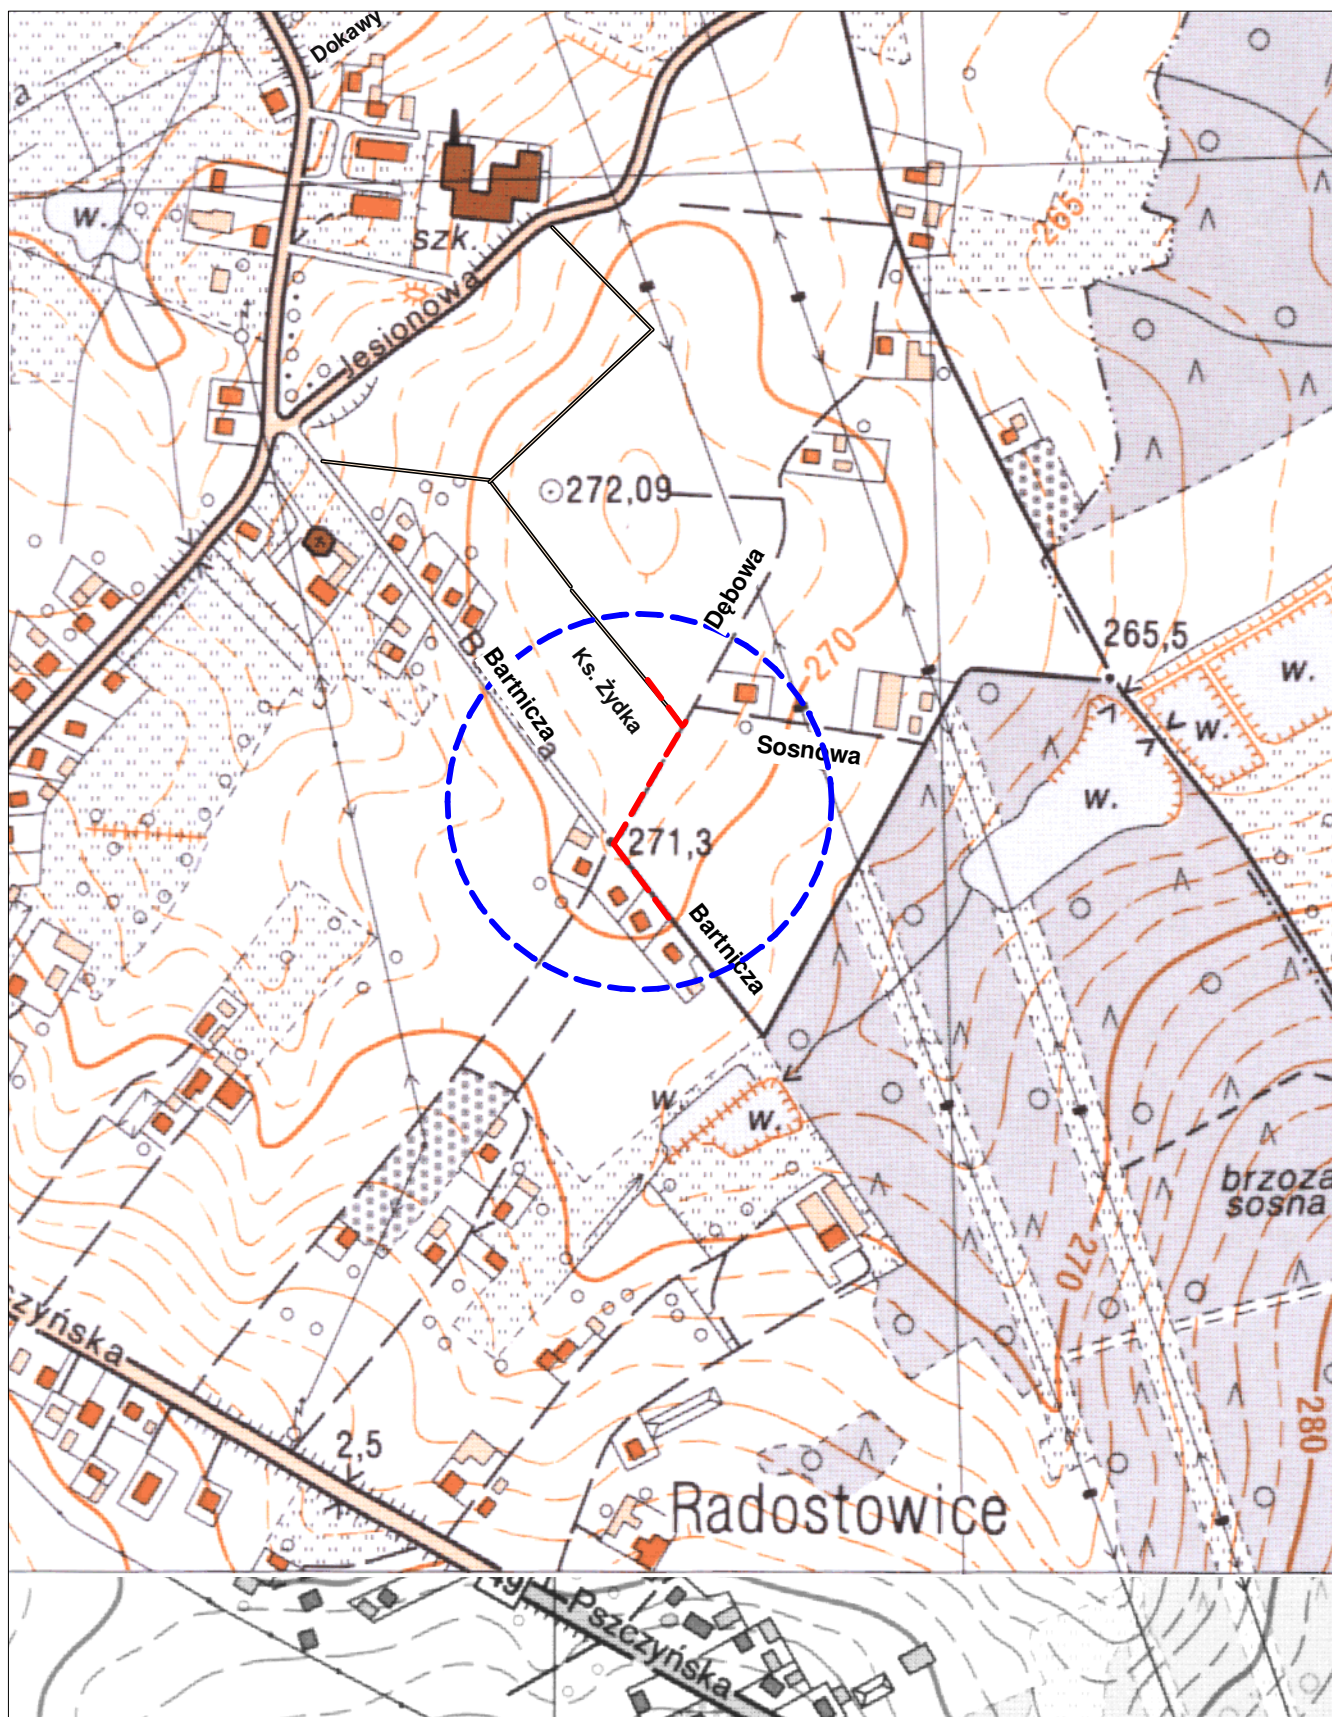 Dokawy
a
w.
szk.
265
Jesionowa
272,09
Dębowa
265,5
B
Bartnicza
a
Ks. Żydka
270
w.
w.
Sosnowa
w.
271,3
Bartnicza
w.
w.
brzoza
sosna
270
czyńska
280
2,5
Radostowice
49
Pszczyńska